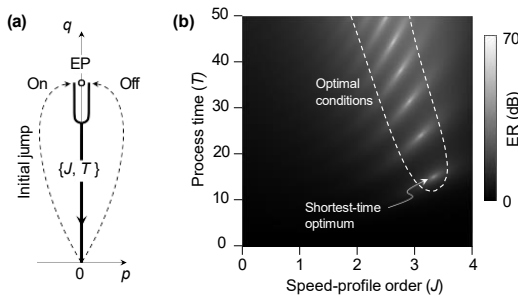 (a)
q
EP
On
Off
Initial jump
{J, T}
0
p
(b)
50
40
30
20
10
0
Process time (T)
Optimal
conditions
Shortest-time
optimum
0
1
2
3
4
Speed-profile order (J)
70
0
ER (dB)